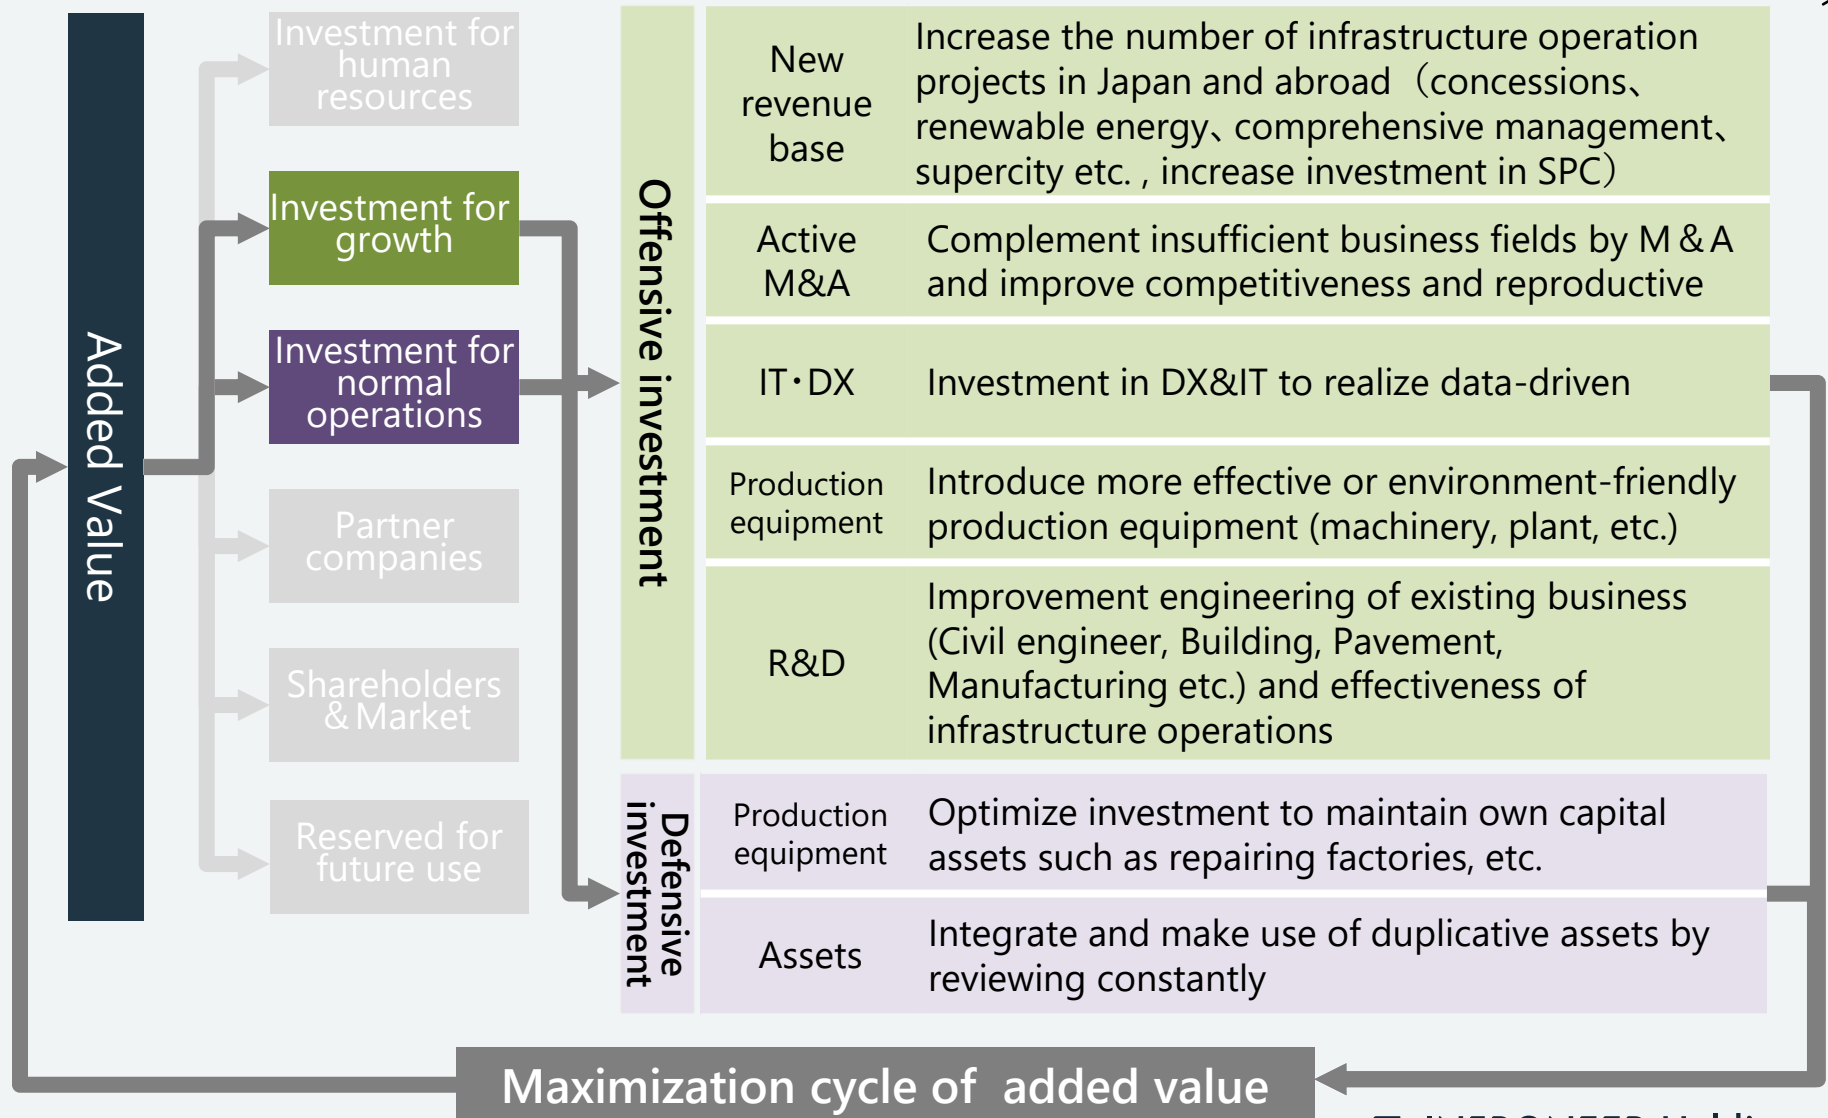 Added Value
Investment for
human
resources
Investment for
growth
Investment for
normal
operations
Partner
companies
Shareholders
&Market
Reserved for
future use
Offensive investment
New
revenue
base
Increase the number of infrastructure operation
projects in Japan and abroad（concessions、
renewable energy、comprehensive management、
supercity etc. , increase investment in SPC）
Active
M&A
Complement insufficient business fields by M＆A
and improve competitiveness and reproductive
IT・DX
Investment in DX&IT to realize data-driven
Production
equipment
Introduce more effective or environment-friendly
production equipment (machinery, plant, etc.)
R&D
Improvement engineering of existing business
(Civil engineer, Building, Pavement,
Manufacturing etc.) and effectiveness of
infrastructure operations
Defensive
investment
Production
equipment
Optimize investment to maintain own capital
assets such as repairing factories, etc.
Assets
Integrate and make use of duplicative assets by
reviewing constantly
Maximization cycle of added value